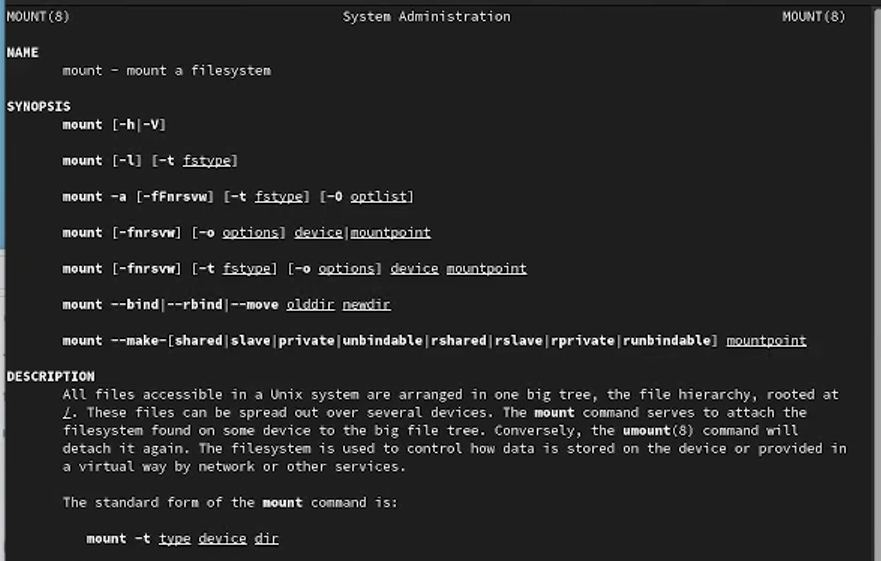 MOUNT(8) System Administration MOUNT(8)
NAME
mount - mount a filesystem
SYNOPSIS
mount [-h|-V]
mount [-l] [-t fstype]
mount -a [-fFnrsvw] [-t fstype] [-O optlist]
mount [-fnrsvw] [-o options] device|mountpoint
mount [-fnrsvw] [-t fstype] [-o options] device mountpoint
mount --bind|--rbind|--move olddir newdir
mount --make-[shared|slave|private|unbindable|rshared|rslave|rprivate|runbindable] mountpoint
DESCRIPTION
All files accessible in a Unix system are arranged in one big tree, the file hierarchy, rooted at
/. These files can be spread out over several devices. The mount command serves to attach the
filesystem found on some device to the big file tree. Conversely, the umount(8) command will
detach it again. The filesystem is used to control how data is stored on the device or provided in
a virtual way by network or other services.
The standard form of the mount command is:
mount -t type device dir